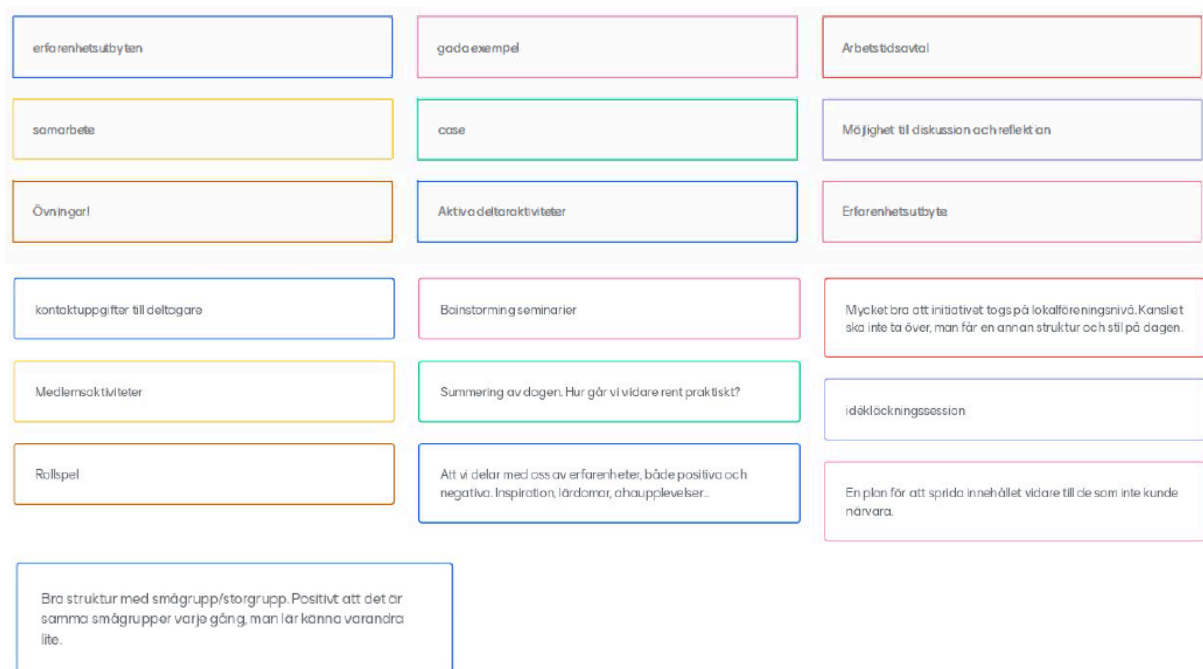 erfarenhetsutbyten
goda exempel
Arbetstidsavtal
samarbete
case
Möjlighet till diskussion och reflektion
Övningar!
Aktiva deltaraktiviteter
Erfarenhetsutbyte
kontaktuppgifter till deltagare
Bainstorming seminarier
Mycket bra att initiativet togs på lokalföreningsnivå. Kansliet
ska inte ta över, man får en annan struktur och stil på dagen.
Medlemsaktiviteter
Summering av dagen. Hur går vi vidare rent praktiskt?
idékläckningssession
Rollspel
Att vi delar med oss av erfarenheter, både positiva och
negativa. Inspiration, lärdomar, ahaupplevelser...
En plan för att sprida innehållet vidare till de som inte kunde
närvara.
Bra struktur med smågrupp/storgrupp. Positivt att det är
samma smågrupper varje gång, man lär känna varandra
lite.